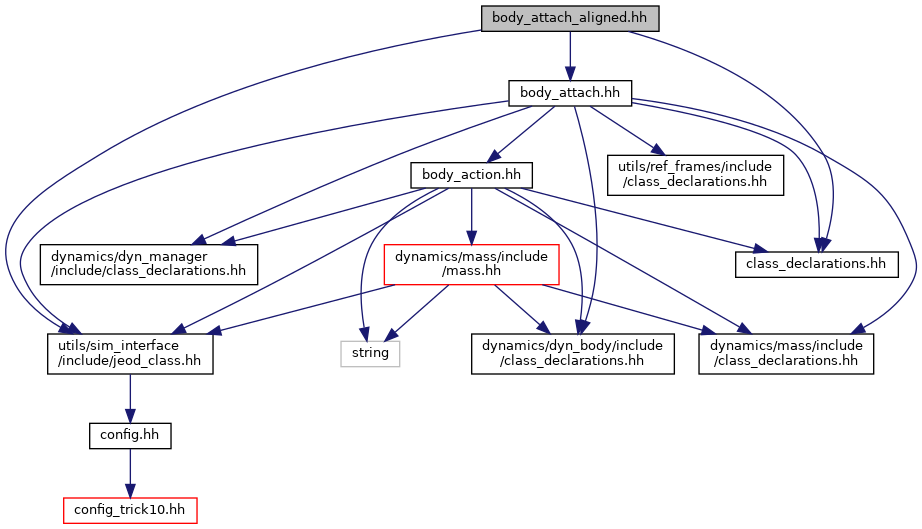 body_attach_aligned.hh
body_attach.hh
body_action.hh
utils/ref_frames/include
/class_declarations.hh
dynamics/dyn_manager
/include/class_declarations.hh
dynamics/mass/include
/mass.hh
class_declarations.hh
utils/sim_interface
/include/jeod_class.hh
string
dynamics/dyn_body/include
/class_declarations.hh
dynamics/mass/include
/class_declarations.hh
config.hh
config_trick10.hh